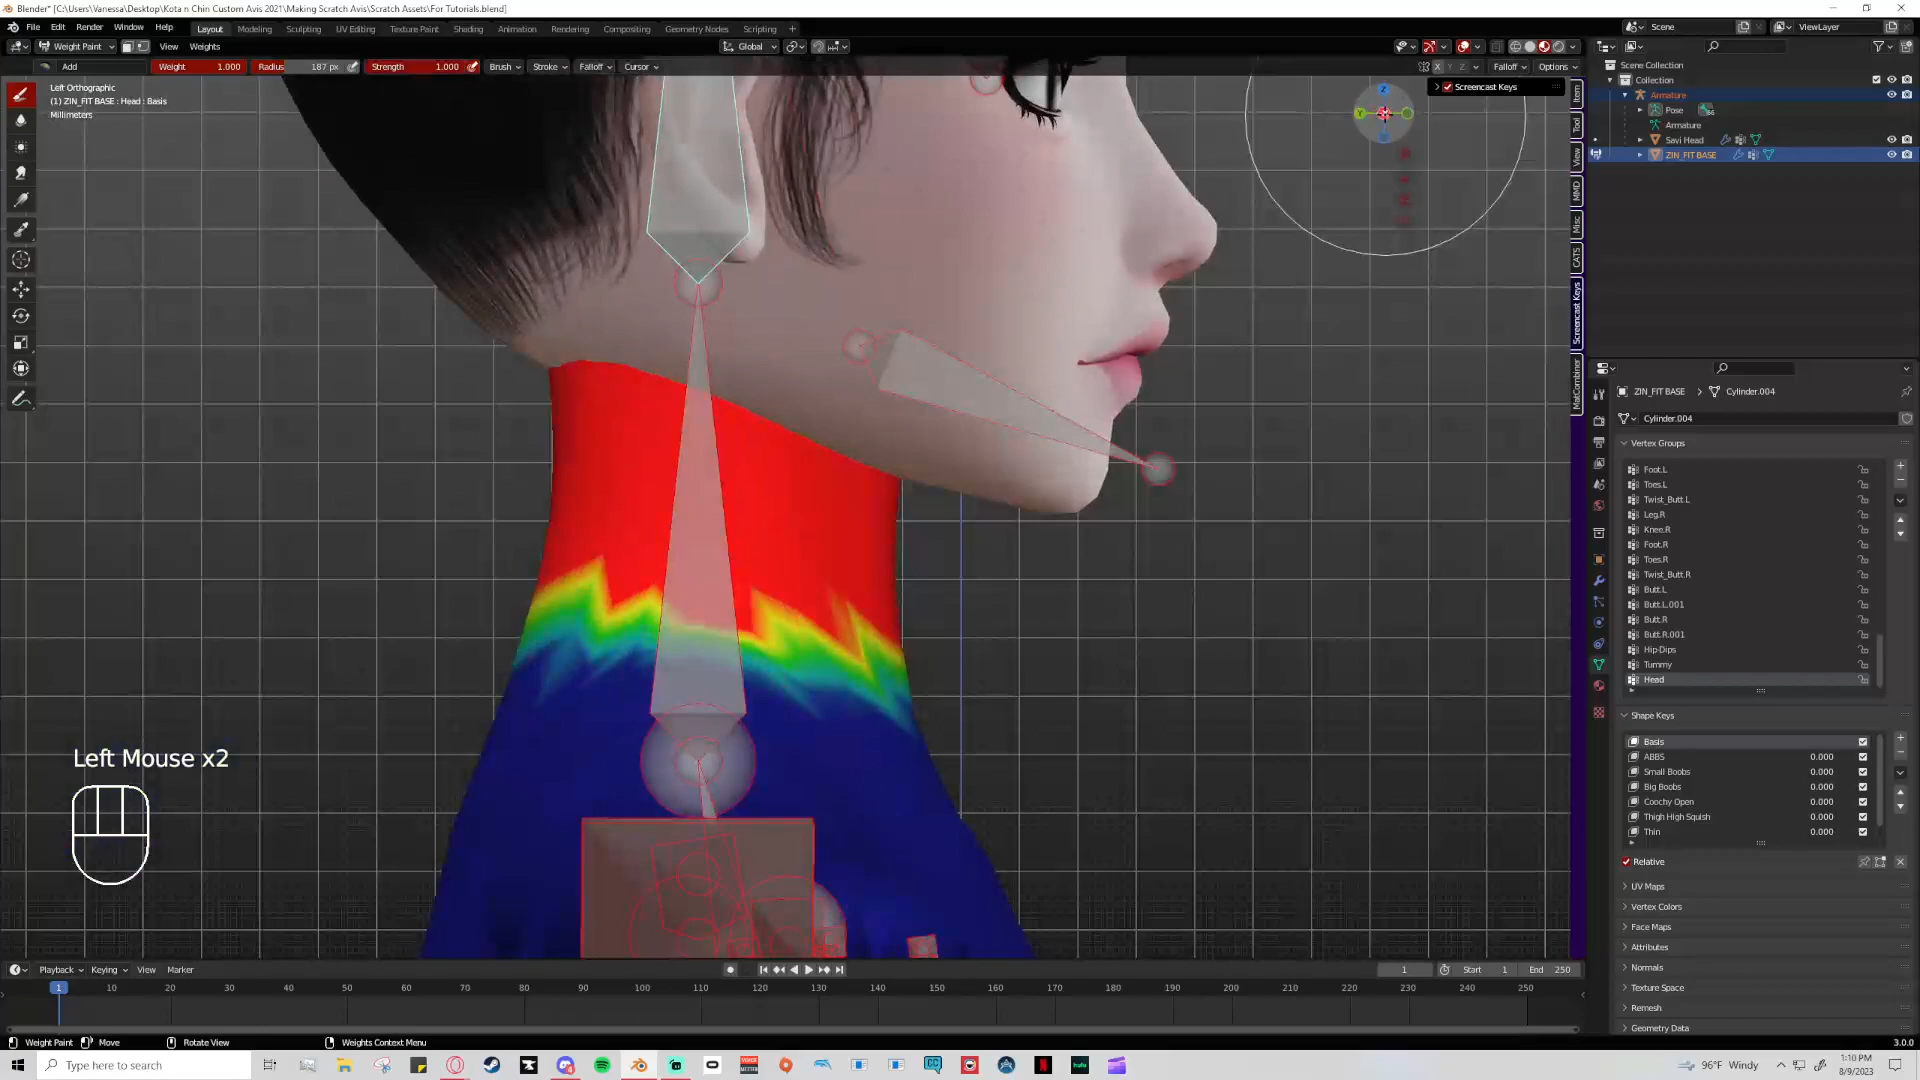 Blender* [C:\Users\Vanessa\Desktop\Kota n Chin Custom Avis 2021\Making Scratch Avis\Scratch Assets\For Tutorials.blend]
File Edit Render Window Help Layout Modeling Sculpting UV Editing Texture Paint Shading Animation Rendering Compositing Geometry Nodes Scripting + Scene ViewLayer
Weight Paint View Weights Global
Add Weight 1.000 Radius 187 px Strength 1.000 Brush Stroke Falloff Cursor X Y Z Falloff Options
Left Orthographic
(1) ZIN_FIT BASE : Head : Basis
Millimeters
Screencast Keys
Item
Tool
View
MMD
Misc
CATS
Screencast Keys
MatCombiner
Scene Collection
Collection
Armature
Pose
Armature
Savi Head
ZIN_FIT BASE
ZIN_FIT BASE > Cylinder.004
Cylinder.004
Vertex Groups
Foot.L
Toes.L
Twist_Butt.L
Leg.R
Knee.R
Foot.R
Toes.R
Twist_Butt.R
Butt.L
Butt.L.001
Butt.R
Butt.R.001
Hip-Dips
Tummy
Head
Shape Keys
Basis
ABBS 0.000
Small Boobs 0.000
Big Boobs 0.000
Coochy Open 0.000
Thigh High Squish 0.000
Thin 0.000
Relative
UV Maps
Vertex Colors
Face Maps
Attributes
Normals
Texture Space
Remesh
Geometry Data
Left Mouse x2
Playback Keying View Marker 1 Start 1 End 250
1 10 20 30 40 50 60 70 80 90 100 110 120 130 140 150 160 170 180 190 200 210 220 230 240 250
Weight Paint Move Rotate View Weights Context Menu 3.0.0
Type here to search 96°F Windy 1:10 PM
8/9/2023